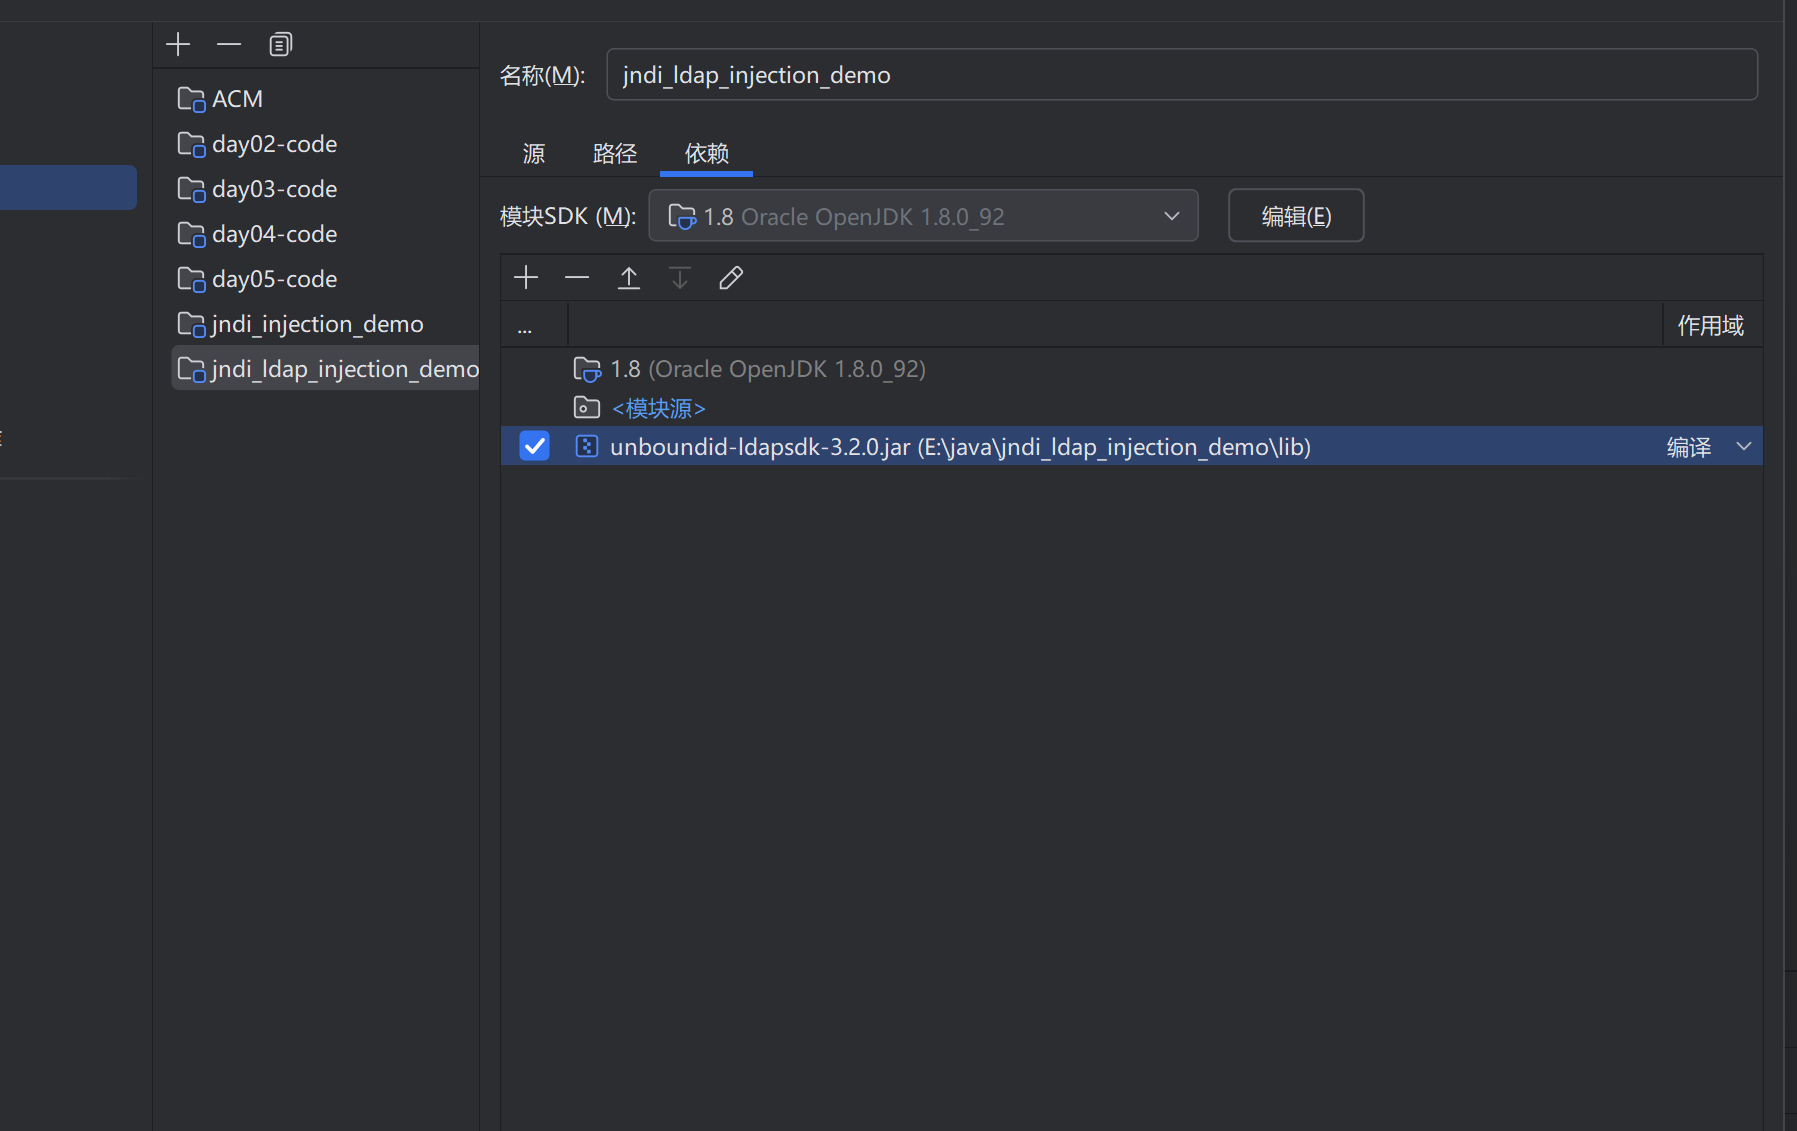 ACM
day02-code
day03-code
day04-code
day05-code
jndi_injection_demo
jndi_ldap_injection_demo
名称(M):
jndi_ldap_injection_demo
源
路径
依赖
模块SDK (M):
1.8 Oracle OpenJDK 1.8.0_92
编辑(E)
...
作用域
1.8 (Oracle OpenJDK 1.8.0_92)
<模块源>
unboundid-ldapsdk-3.2.0.jar (E:\java\jndi_ldap_injection_demo\lib)
编译